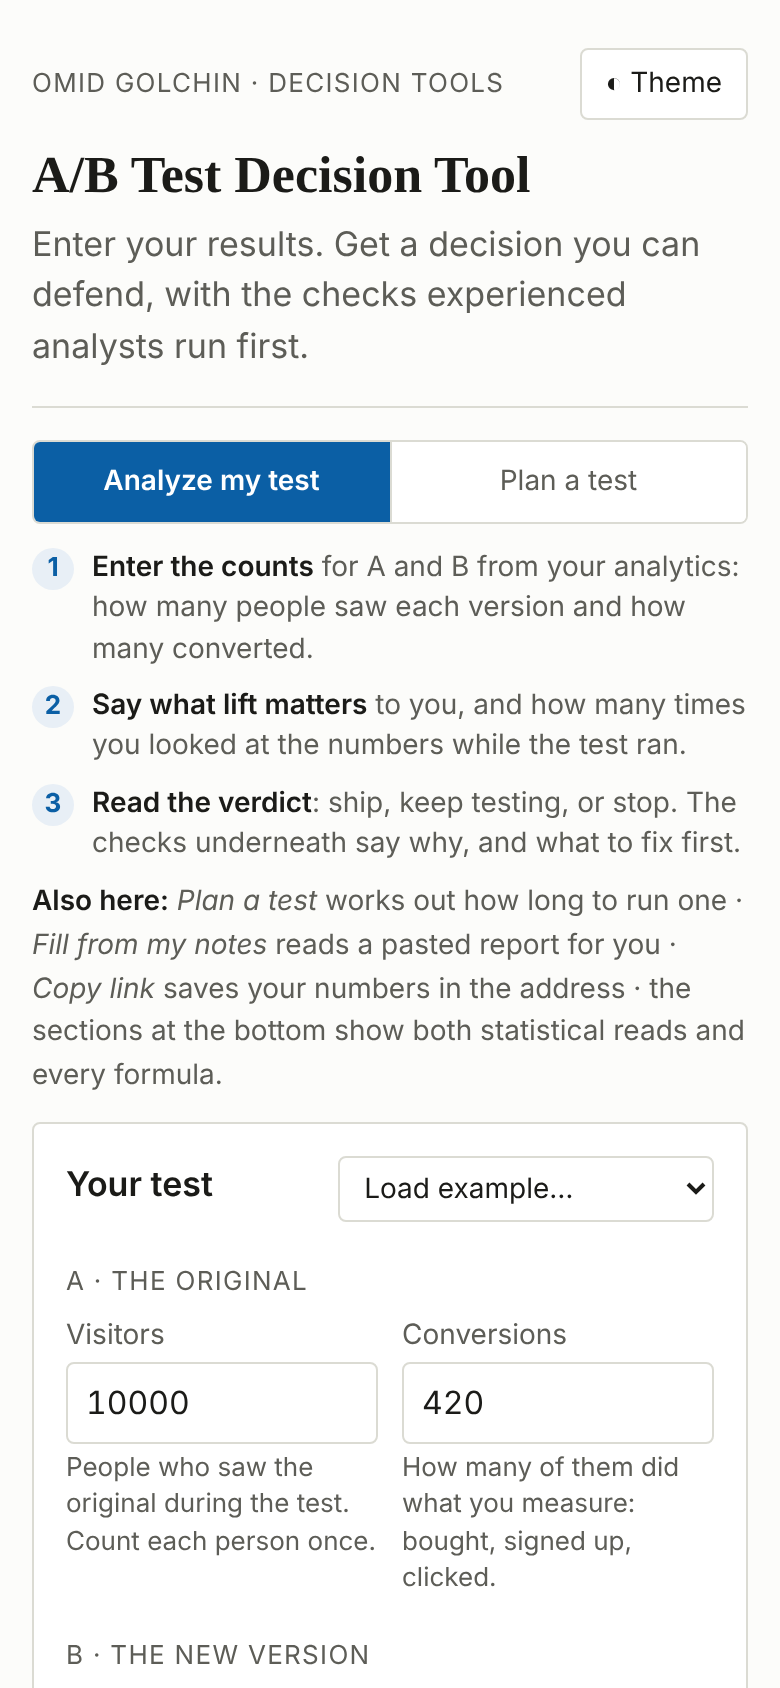 OMID GOLCHIN · DECISION TOOLS
Theme
A/B Test Decision Tool
Enter your results. Get a decision you can
defend, with the checks experienced
analysts run first.
Analyze my test
Plan a test
1 Enter the counts for A and B from your analytics:
how many people saw each version and how
many converted.
2 Say what lift matters to you, and how many times
you looked at the numbers while the test ran.
3 Read the verdict: ship, keep testing, or stop. The
checks underneath say why, and what to fix first.
Also here: Plan a test works out how long to run one ·
Fill from my notes reads a pasted report for you ·
Copy link saves your numbers in the address · the
sections at the bottom show both statistical reads and
every formula.
Your test
Load example...
A · THE ORIGINAL
Visitors
10000
People who saw the
original during the test.
Count each person once.
Conversions
420
How many of them did
what you measure:
bought, signed up,
clicked.
B · THE NEW VERSION